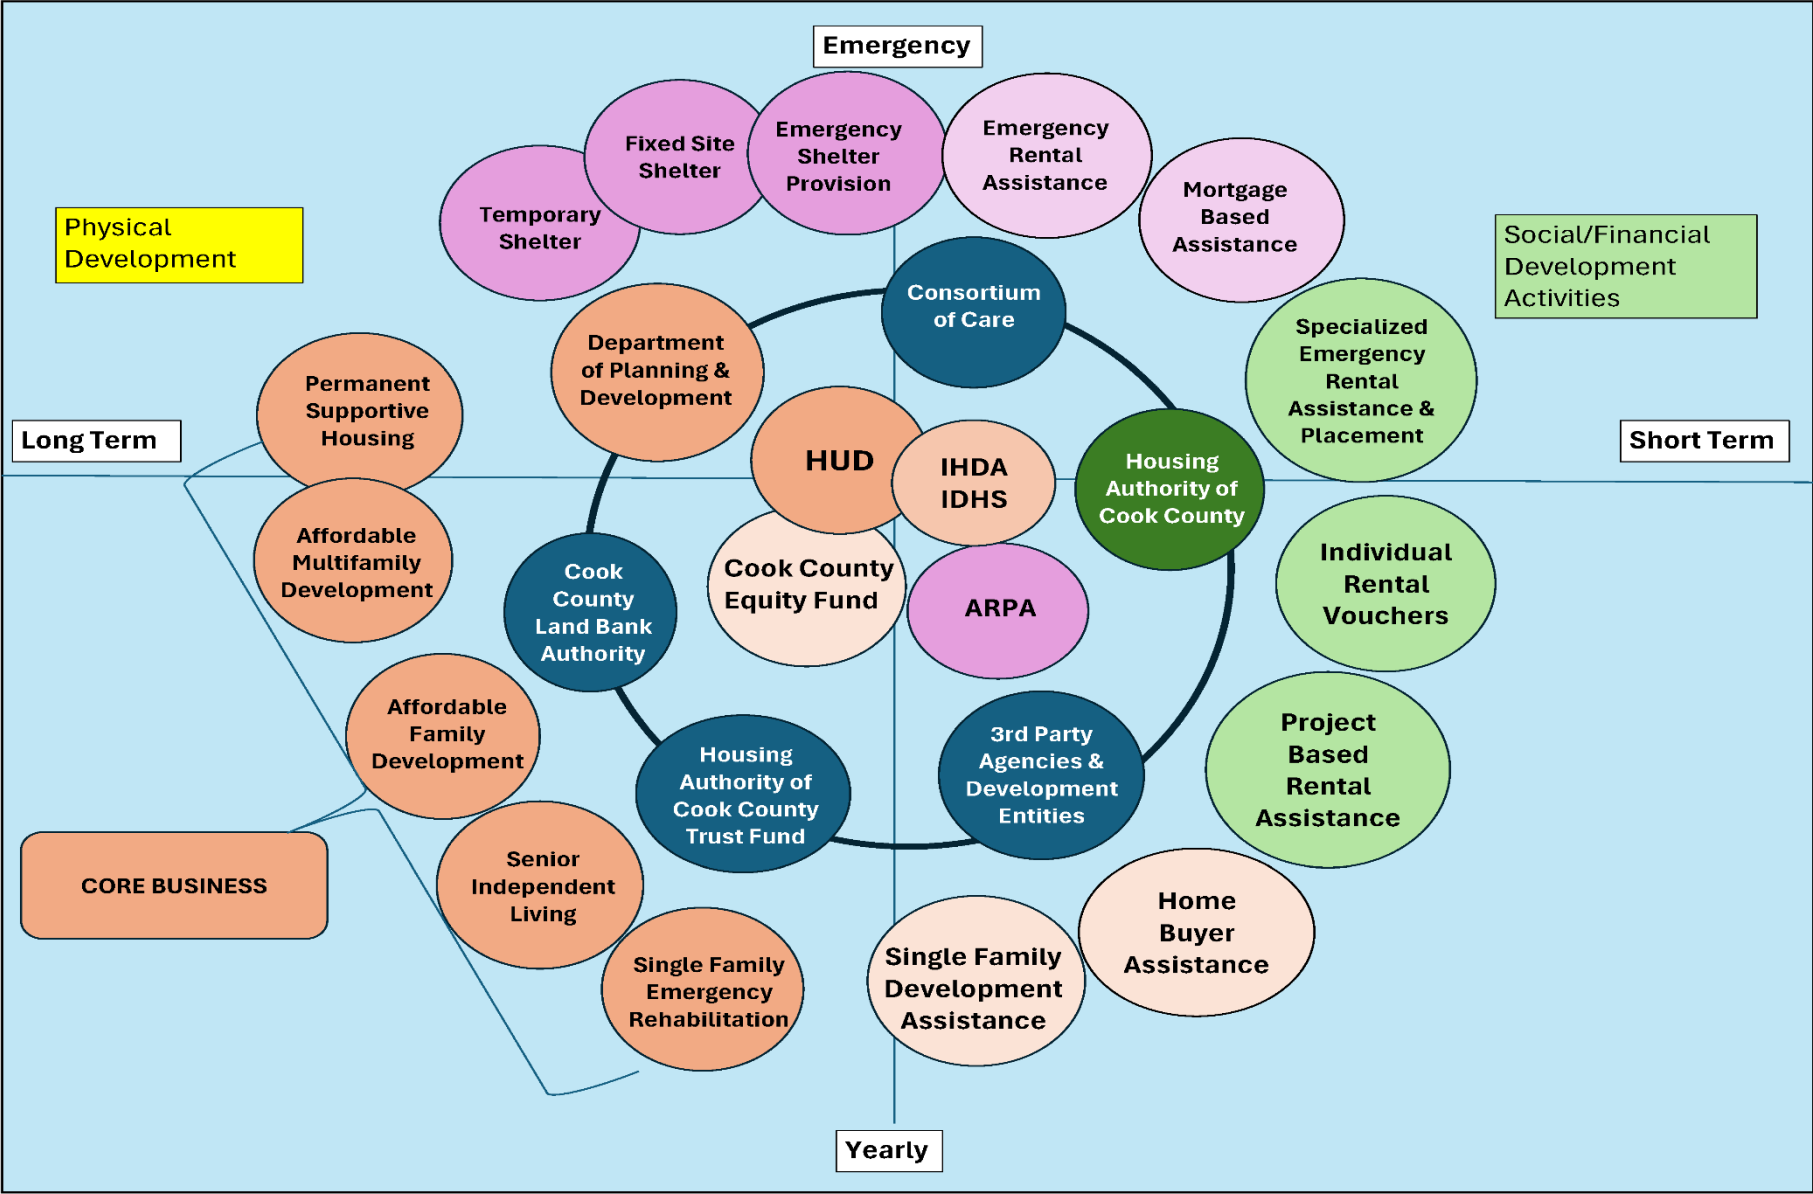 Emergency
Temporary
Shelter
Fixed Site
Shelter
Emergency
Shelter
Provision
Emergency
Rental
Assistance
Mortgage
Based
Assistance
Physical
Development
Social/Financial
Development
Activities
Consortium
of Care
Department
of Planning &
Development
Specialized
Emergency
Rental
Assistance &
Placement
Permanent
Supportive
Housing
Long Term
Short Term
HUD
IHDA
IDHS
Housing
Authority of
Cook County
Affordable
Multifamily
Development
Cook
County
Land Bank
Authority
Cook County
Equity Fund
ARPA
Individual
Rental
Vouchers
Affordable
Family
Development
Housing
Authority of
Cook County
Trust Fund
3rd Party
Agencies &
Development
Entities
Project
Based
Rental
Assistance
CORE BUSINESS
Senior
Independent
Living
Single Family
Emergency
Rehabilitation
Single Family
Development
Assistance
Home
Buyer
Assistance
Yearly